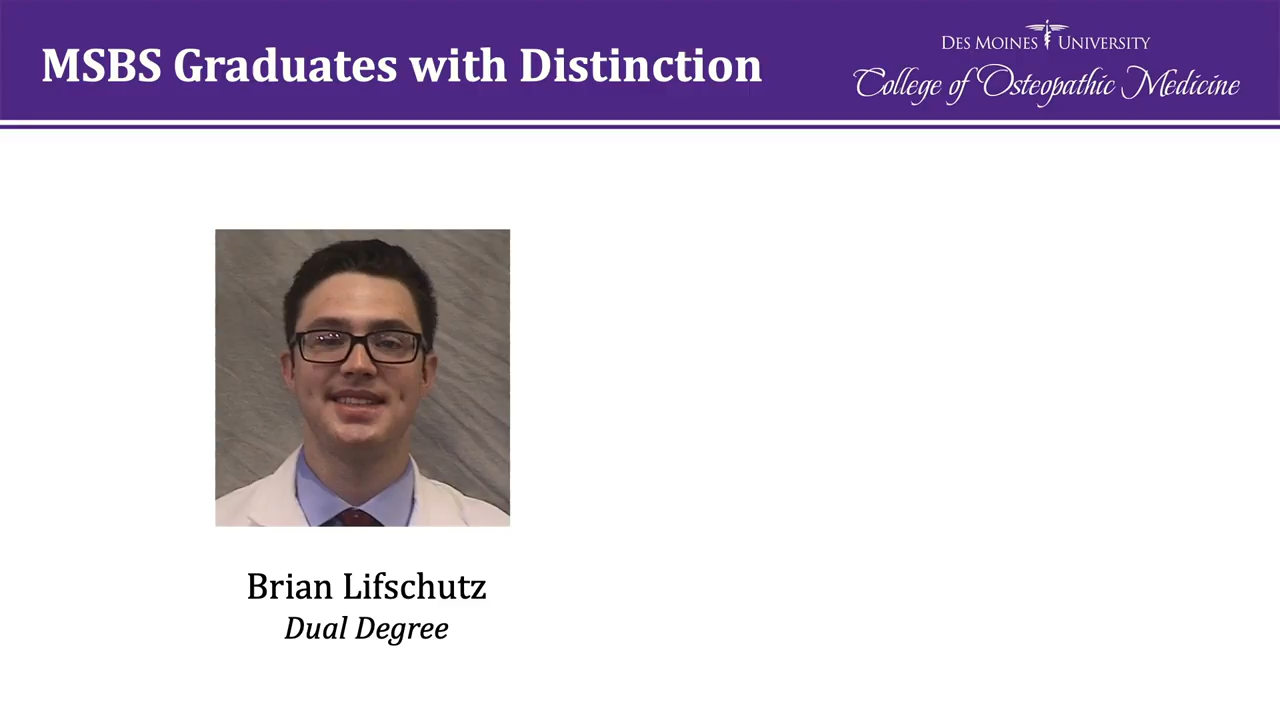 MSBS Graduates with Distinction
DES MOINES UNIVERSITY
College of Osteopathic Medicine
Brian Lifschutz
Dual Degree